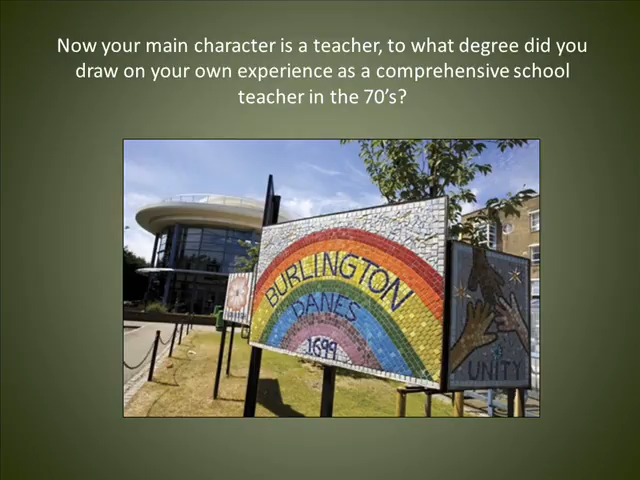 Now your main character is a teacher, to what degree did you
draw on your own experience as a comprehensive school
teacher in the 70's?
BURLINGTON
DANES
1699
UNITY